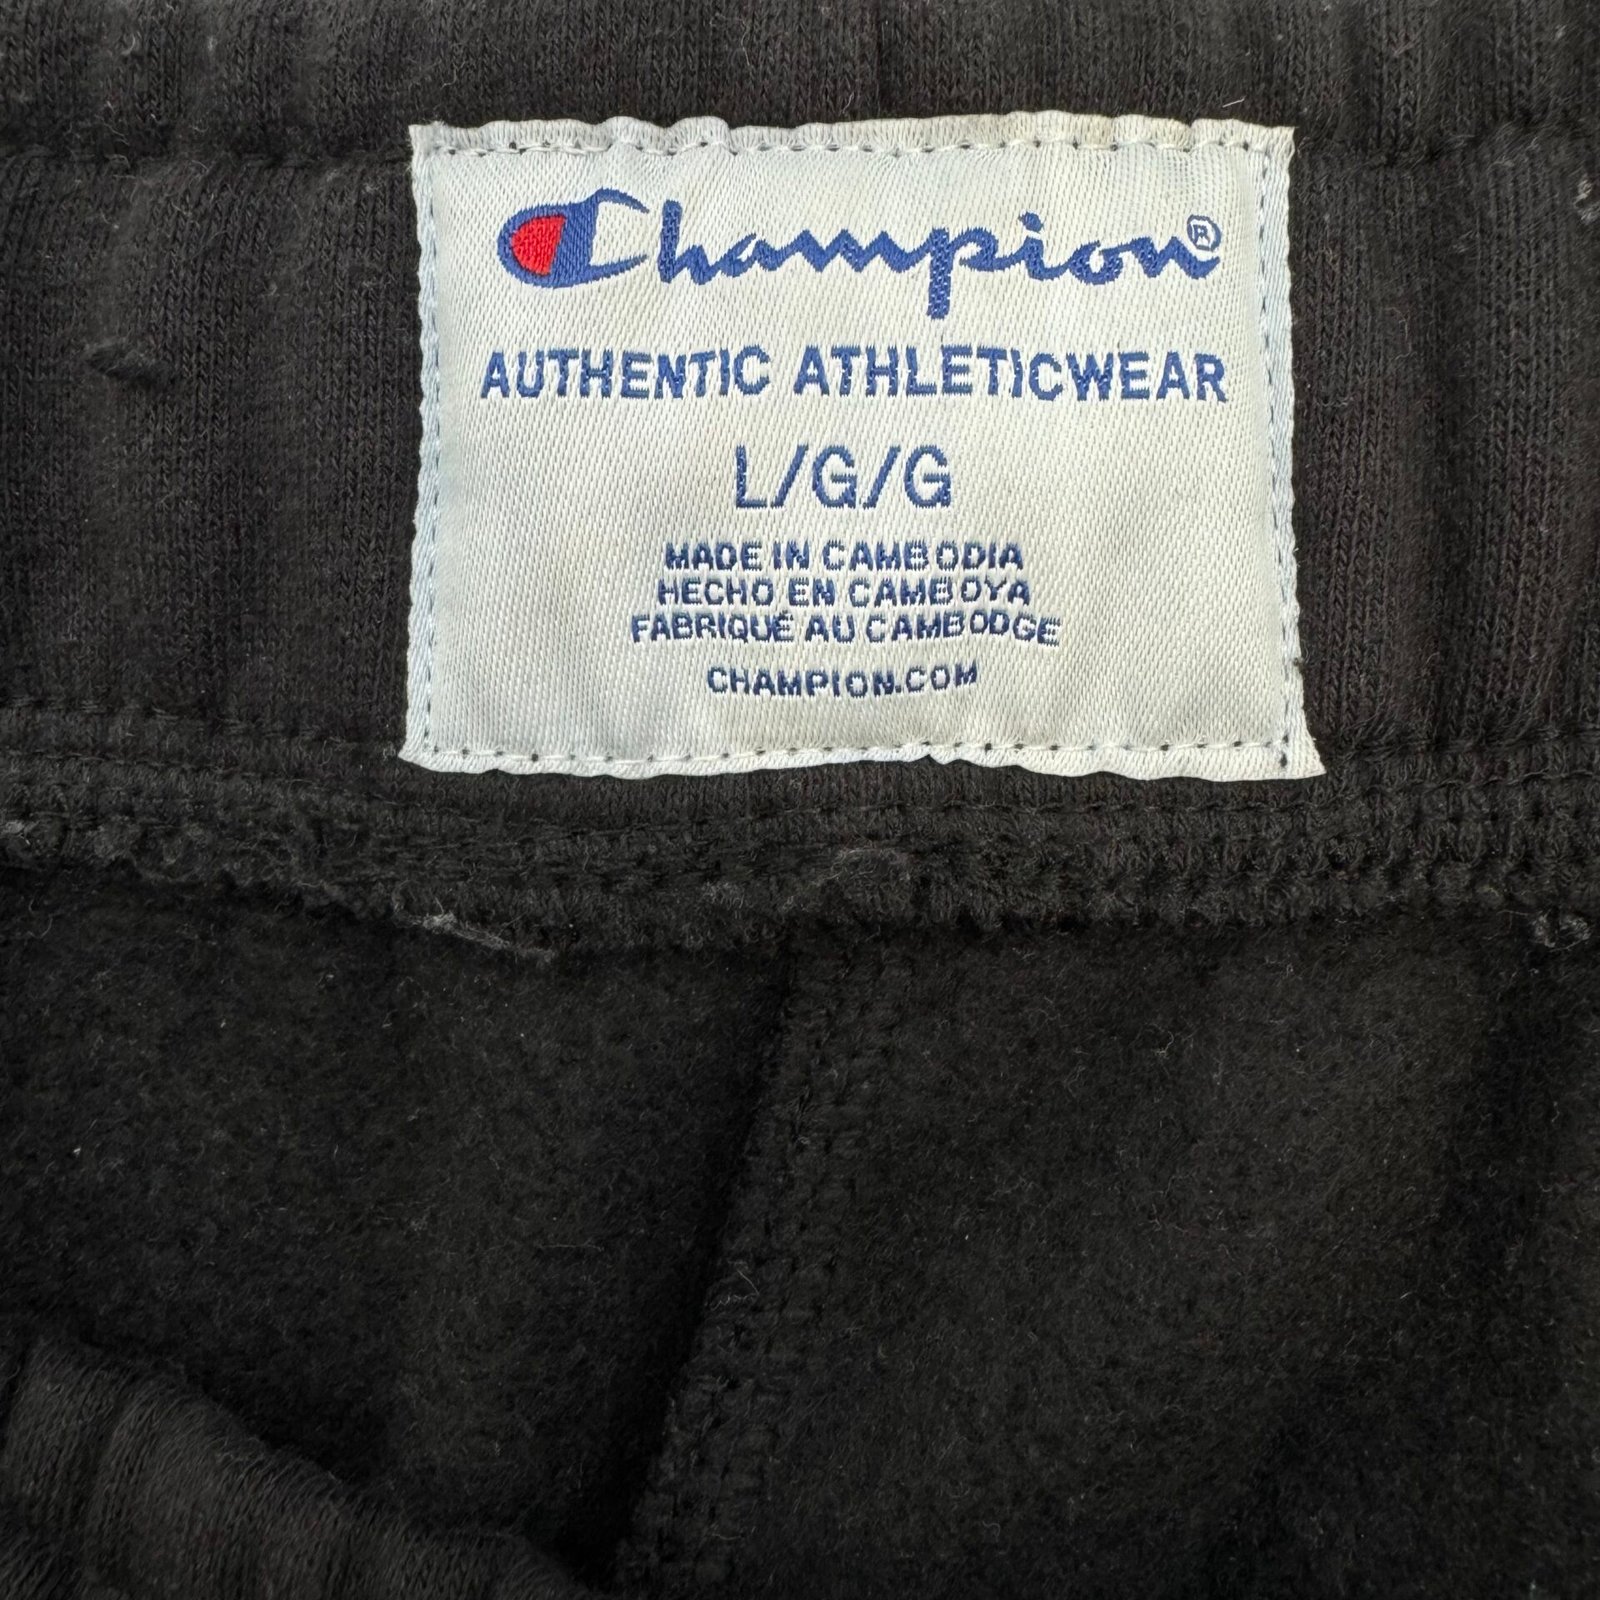 Champion®
AUTHENTIC ATHLETICWEAR
L/G/G
MADE IN CAMBODIA
HECHO EN CAMBOYA
FABRIQUÉ AU CAMBODGE
CHAMPION.COM